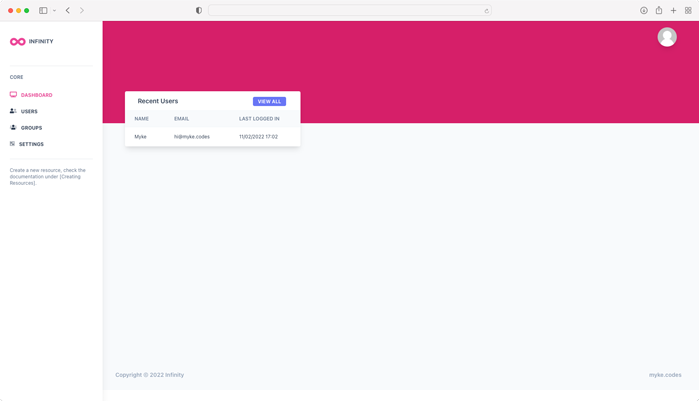 INFINITY
CORE
DASHBOARD
USERS
GROUPS
SETTINGS
Create a new resource, check the
documentation under [Creating
Resources].
Recent Users
VIEW ALL
NAME EMAIL LAST LOGGED IN
Myke hi@myke.codes 11/02/2022 17:02
Copyright © 2022 Infinity
myke.codes